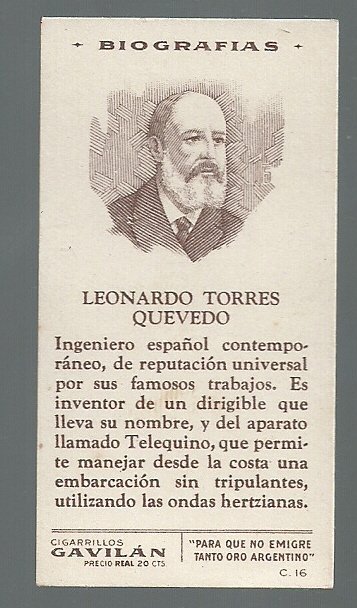 BIOGRAFIAS
LEONARDO TORRES
QUEVEDO
Ingeniero español contempo-
ráneo, de reputación universal
por sus famosos trabajos. Es
inventor de un dirigible que
lleva su nombre, y del aparato
llamado Telequino, que permi-
te manejar desde la costa una
embarcación sin tripulantes,
utilizando las ondas hertzianas.
CIGARRILLOS
GAVILÁN
PRECIO REAL 20 CTS
"PARA QUE NO EMIGRE
TANTO ORO ARGENTINO"
C. 16